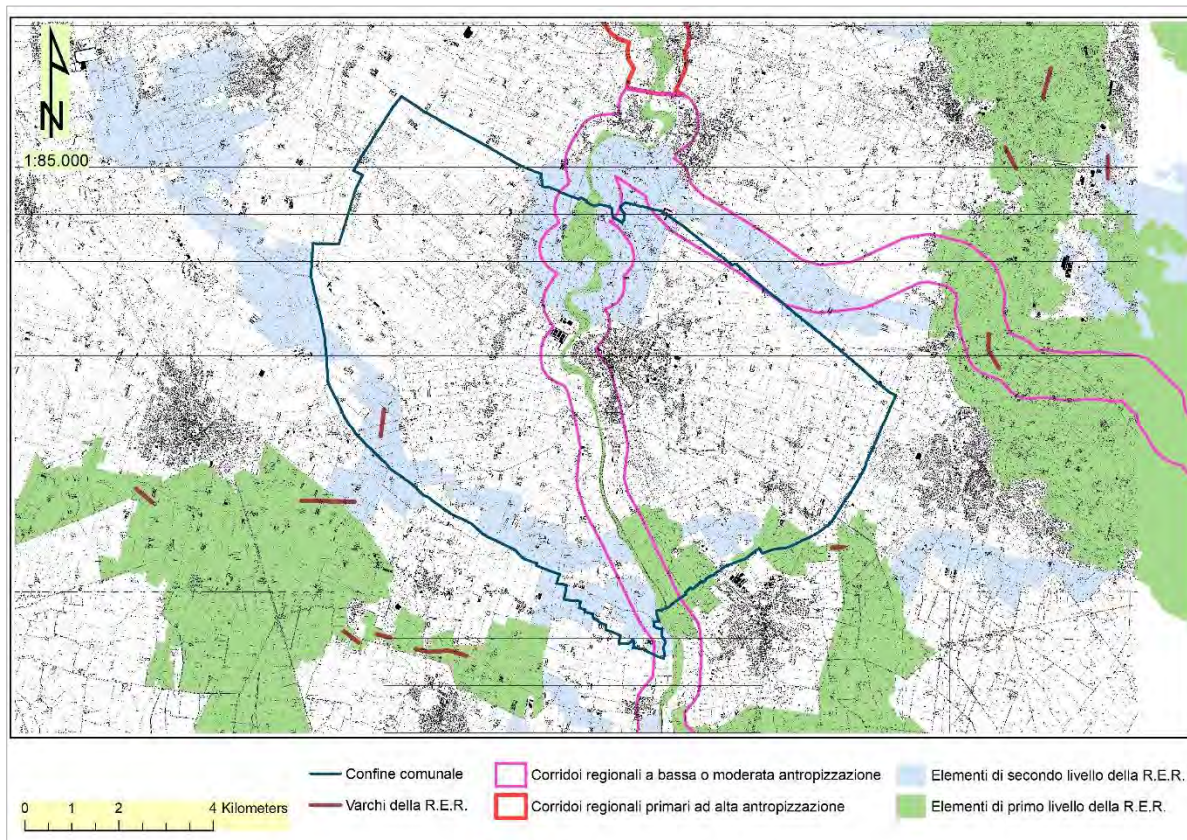 N
1:85.000
Confine comunale
Corridoi regionali a bassa o moderata antropizzazione
Elementi di secondo livello della R.E.R.
Varchi della R.E.R.
Corridoi regionali primari ad alta antropizzazione
Elementi di primo livello della R.E.R.
0 1 2 4 Kilometers